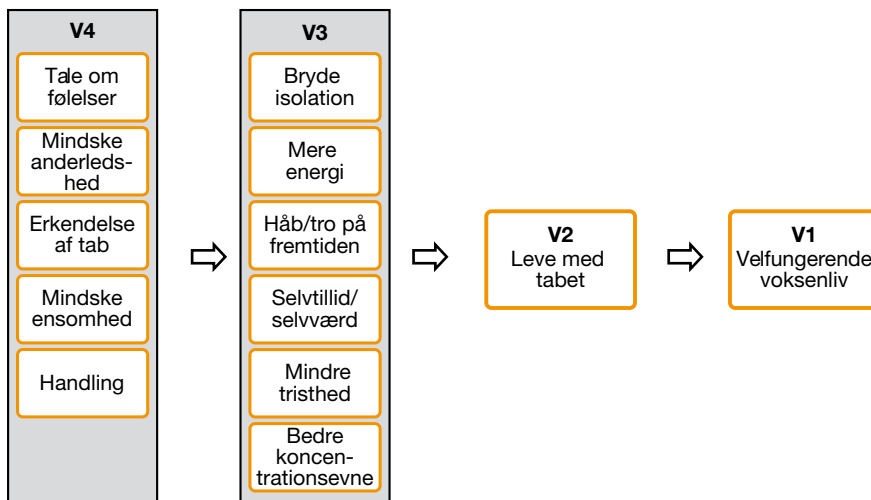 V4
Tale om
følelser
Mindske
anderleds-
hed
Erkendelse
af tab
Mindske
ensomhed
Handling
V3
Bryde
isolation
Mere
energi
Håb/tro på
fremtiden
Selvtillid/
selvværd
Mindre
tristhed
Bedre
koncen-
trationsevne
V2
Leve med
tabet
V1
Velfungerende
voksenliv